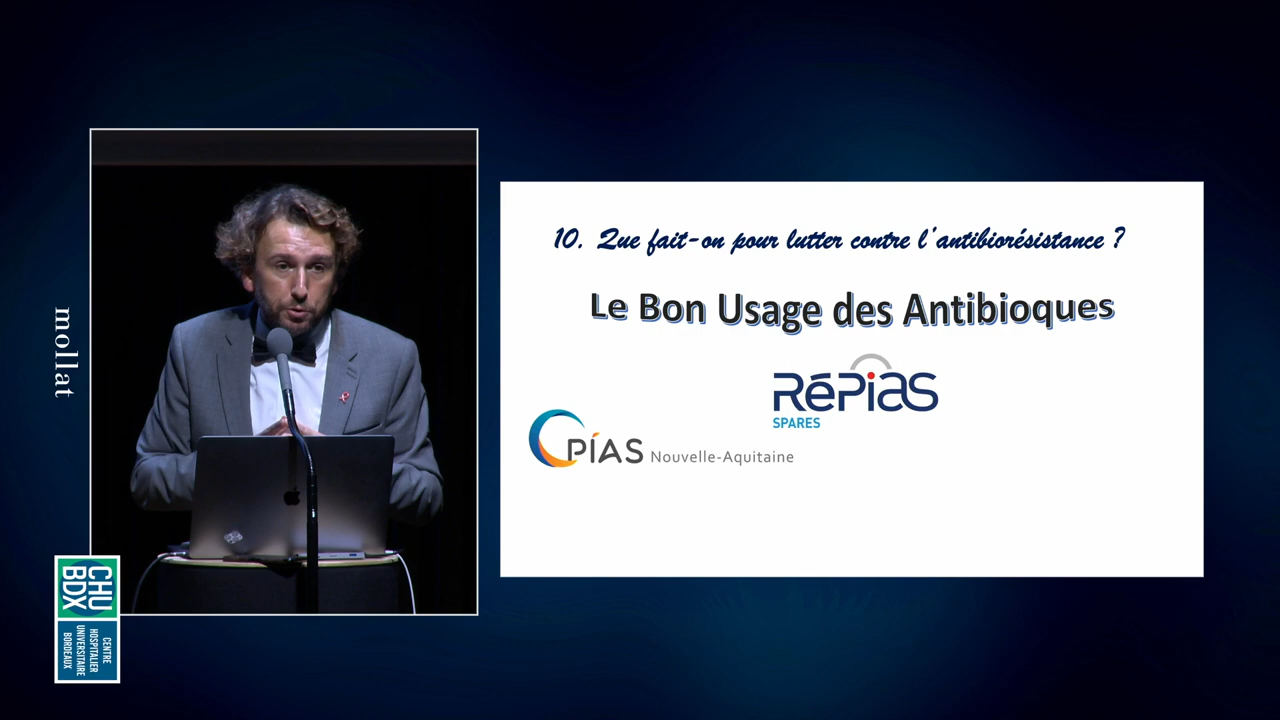 mollat
CHU
BDX
CENTRE
HOSPITALIER
UNIVERSITAIRE
BORDEAUX
10. Que fait-on pour lutter contre l'antibiorésistance ?
Le Bon Usage des Antibioques
RéPiaS
SPARES
CPÍAS Nouvelle-Aquitaine